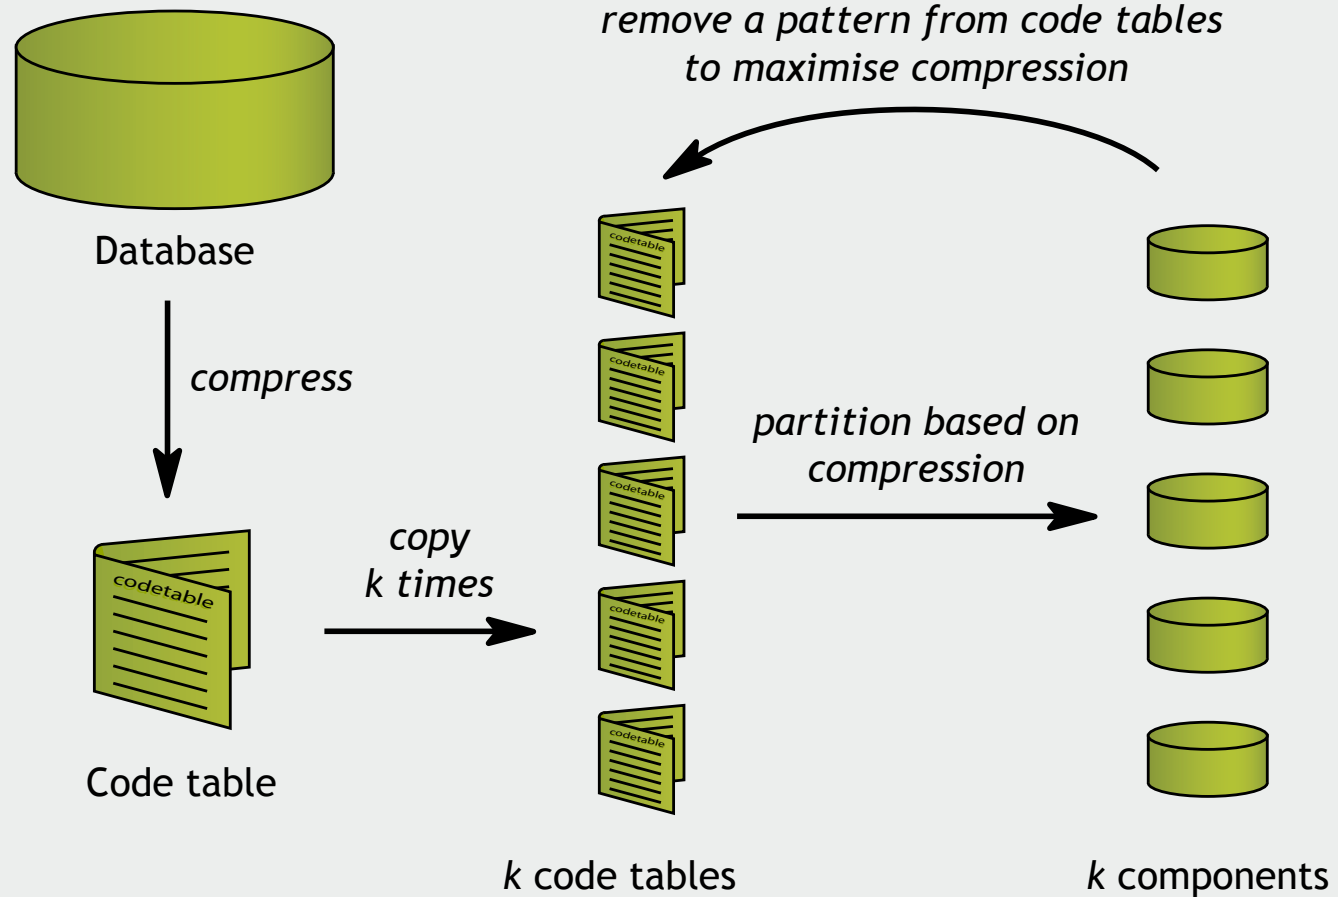 remove a pattern from code tables
to maximise compression
Database
compress
codetable
codetable
codetable
codetable
codetable
partition based on
compression
copy
k times
codetable
Code table
k code tables
k components